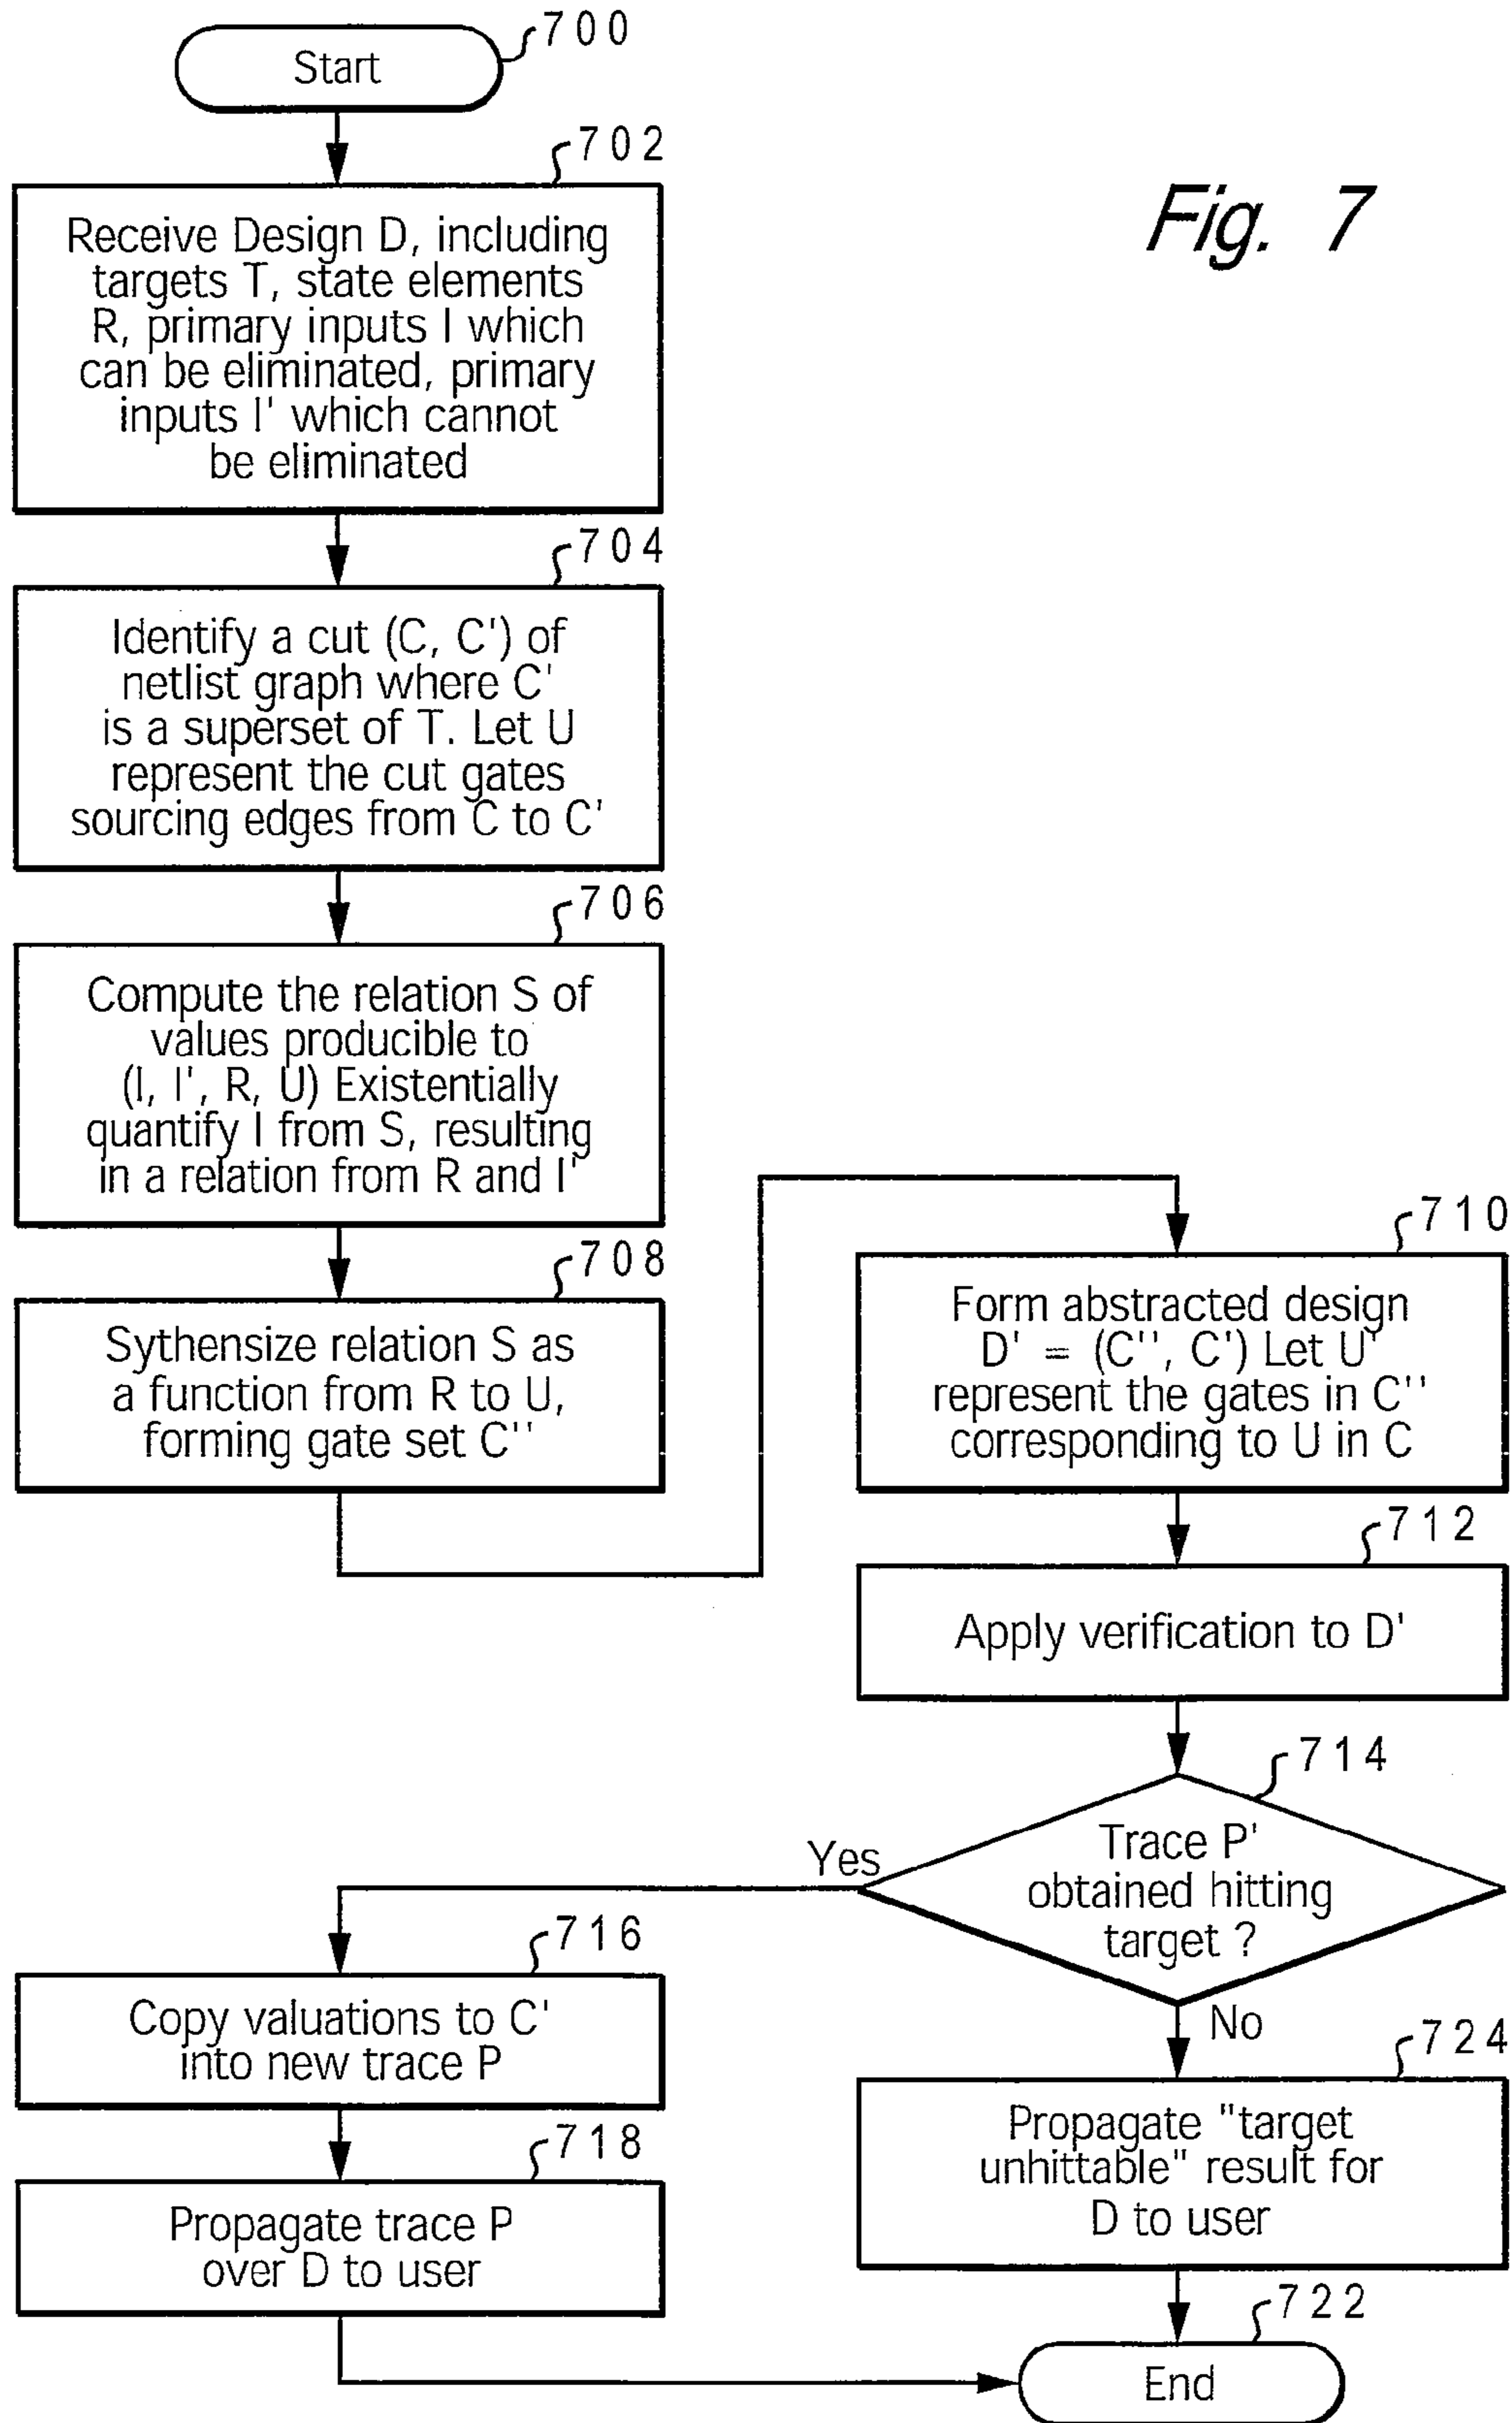 700
Start
702
Fig. 7
Receive Design D, including
targets T, state elements
R, primary inputs I which
can be eliminated, primary
inputs I' which cannot
be eliminated
704
Identify a cut (C, C') of
netlist graph where C'
is a superset of T. Let U
represent the cut gates
sourcing edges from C to C'
706
Compute the relation S of
values producible to
(I, I', R, U) Existentially
quantify I from S, resulting
in a relation from R and I'
708
Sythensize relation S as
a function from R to U,
forming gate set C''
710
Form abstracted design
D' = (C'', C') Let U'
represent the gates in C''
corresponding to U in C
712
Apply verification to D'
714
Trace P'
obtained hitting
target ?
Yes
No
716
Copy valuations to C'
into new trace P
718
Propagate trace P
over D to user
724
Propagate "target
unhittable" result for
D to user
722
End